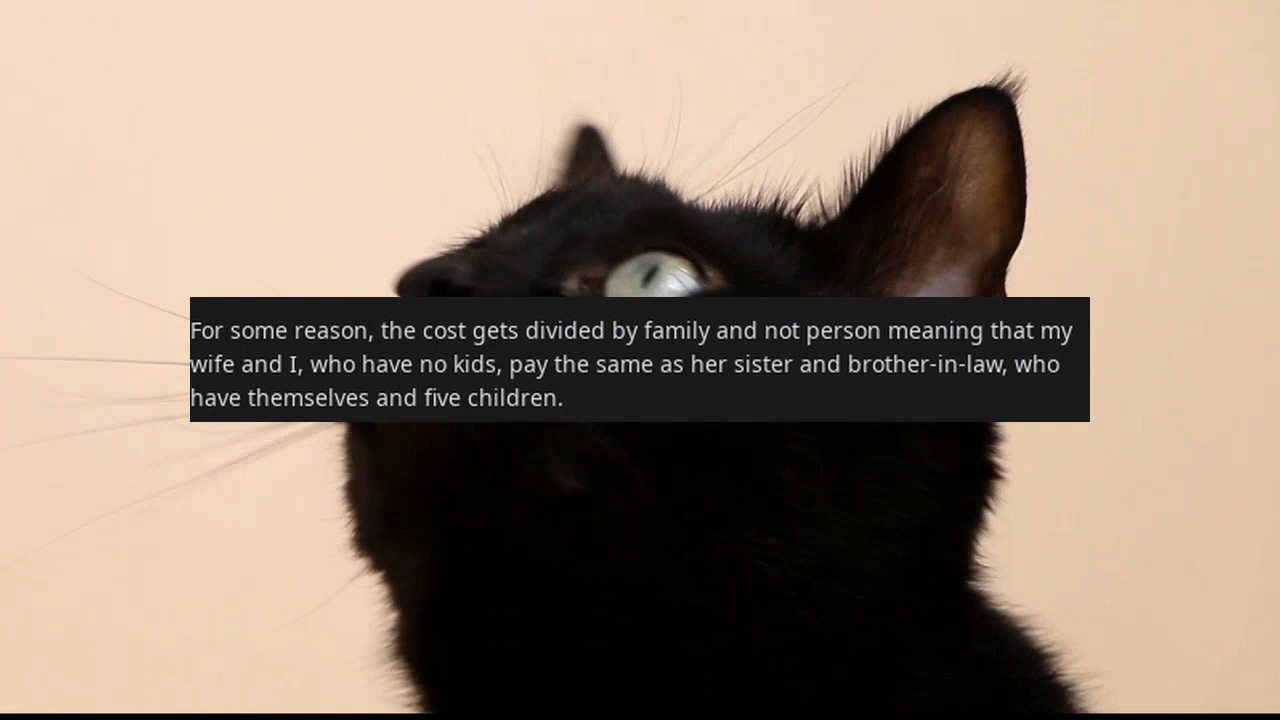 For some reason, the cost gets divided by family and not person meaning that my
wife and I, who have no kids, pay the same as her sister and brother-in-law, who
have themselves and five children.